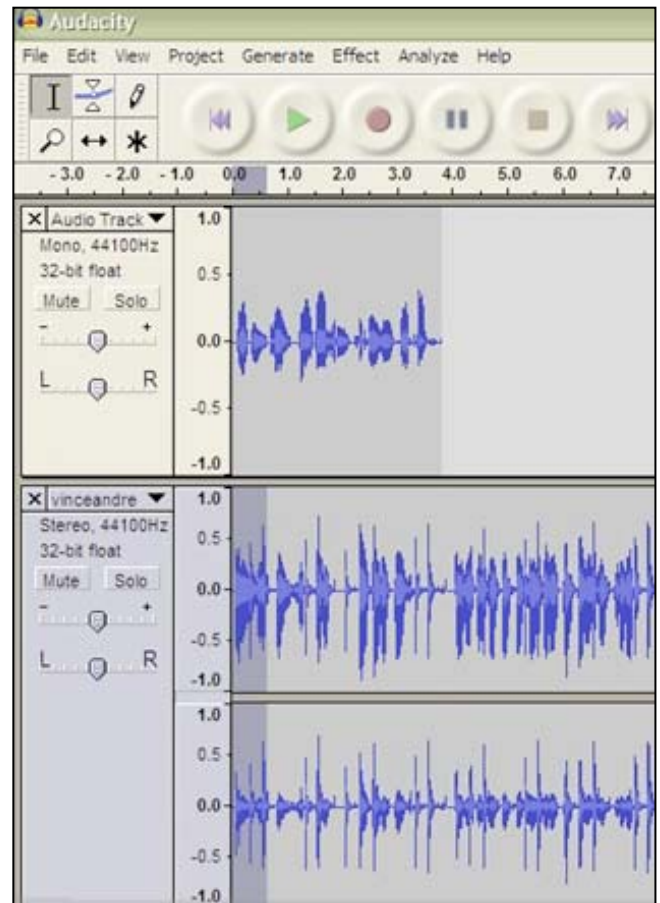 Audacity
File Edit View Project Generate Effect Analyze Help
- 3.0 - 2.0 - 1.0 0.0 1.0 2.0 3.0 4.0 5.0 6.0 7.0
X Audio Track 1.0
Mono, 44100Hz
32-bit float
0.5
Mute Solo
- +
0.0
L R
-0.5
-1.0
X vinceandre 1.0
Stereo, 44100Hz
32-bit float
0.5
Mute Solo
0.0
- +
-0.5
L R
-1.0
1.0
0.5
0.0
-0.5
-1.0